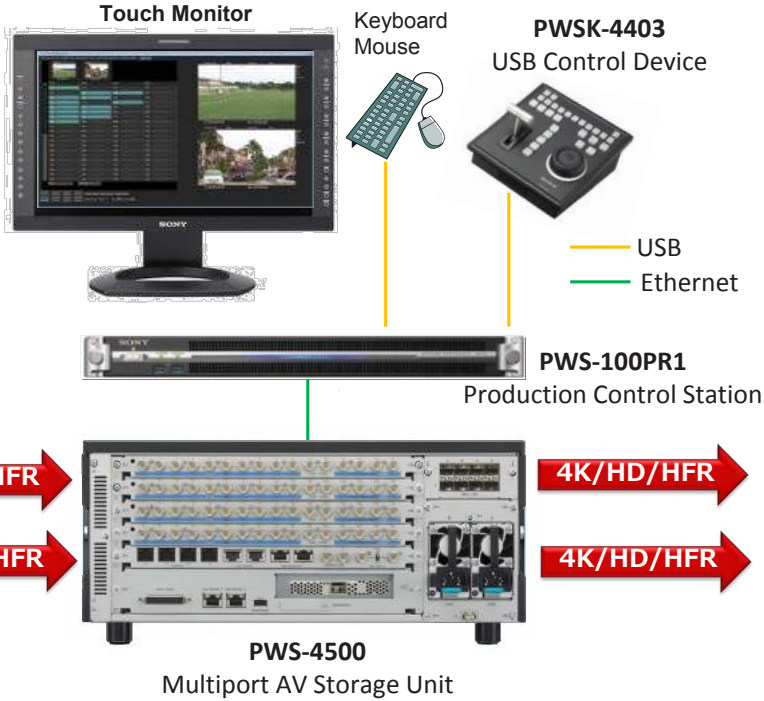 Touch Monitor
Keyboard
Mouse
PWSK-4403
USB Control Device
SONY
USB
Ethernet
SONY
PWS-100PR1
Production Control Station
HFR
4K/HD/HFR
HFR
4K/HD/HFR
PWS-4500
Multiport AV Storage Unit